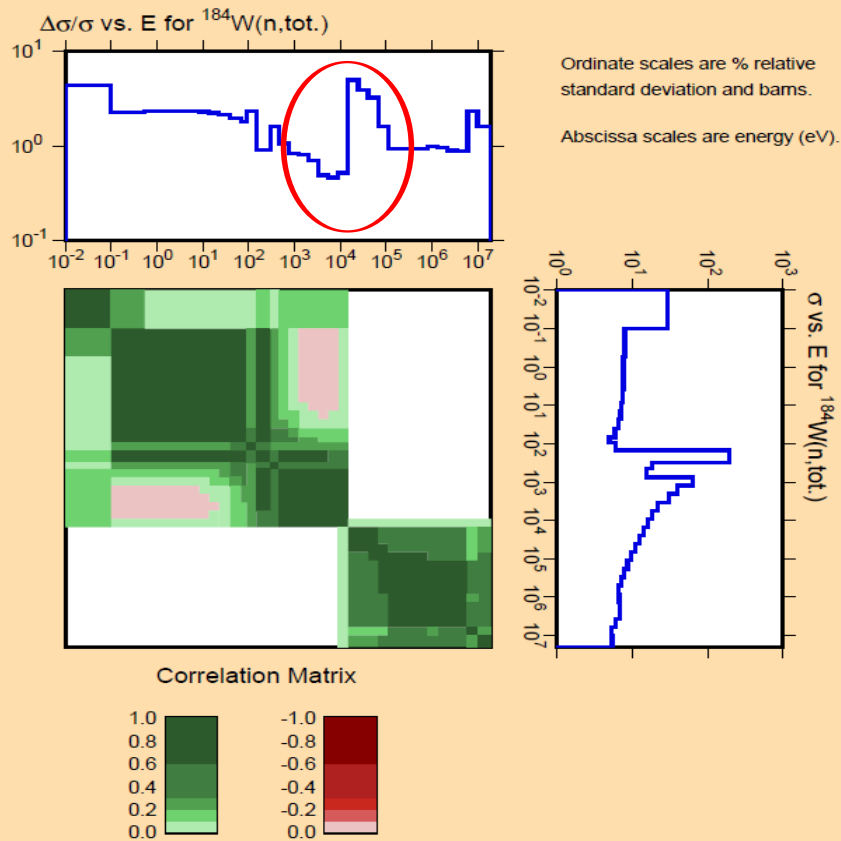 Δσ/σ vs. E for ¹⁸⁴W(n,tot.)
10¹
10⁰
10⁻¹
10⁻² 10⁻¹ 10⁰ 10¹ 10² 10³ 10⁴ 10⁵ 10⁶ 10⁷
Ordinate scales are % relative
standard deviation and barns.
Abscissa scales are energy (eV).
10⁰ 10¹ 10² 10³
10⁻²
10⁻¹
10⁰
10¹
10²
10³
10⁴
10⁵
10⁶
10⁷
σ vs. E for ¹⁸⁴W(n,tot.)
Correlation Matrix
1.0 -1.0
0.8 -0.8
0.6 -0.6
0.4 -0.4
0.2 -0.2
0.0 0.0